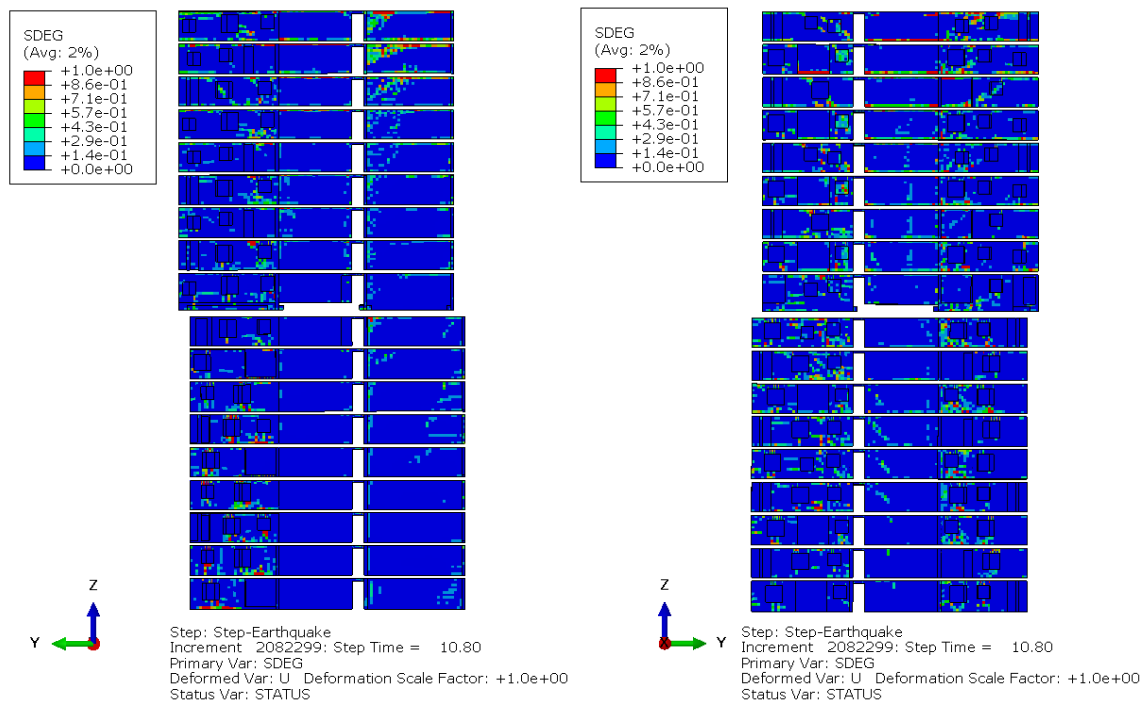 SDEG
(Avg: 2%)
+1.0e+00
+8.6e-01
+7.1e-01
+5.7e-01
+4.3e-01
+2.9e-01
+1.4e-01
+0.0e+00
Z
Y
Step: Step-Earthquake
Increment 2082299: Step Time = 10.80
Primary Var: SDEG
Deformed Var: U Deformation Scale Factor: +1.0e+00
Status Var: STATUS
SDEG
(Avg: 2%)
+1.0e+00
+8.6e-01
+7.1e-01
+5.7e-01
+4.3e-01
+2.9e-01
+1.4e-01
+0.0e+00
Z
X
Y
Step: Step-Earthquake
Increment 2082299: Step Time = 10.80
Primary Var: SDEG
Deformed Var: U Deformation Scale Factor: +1.0e+00
Status Var: STATUS